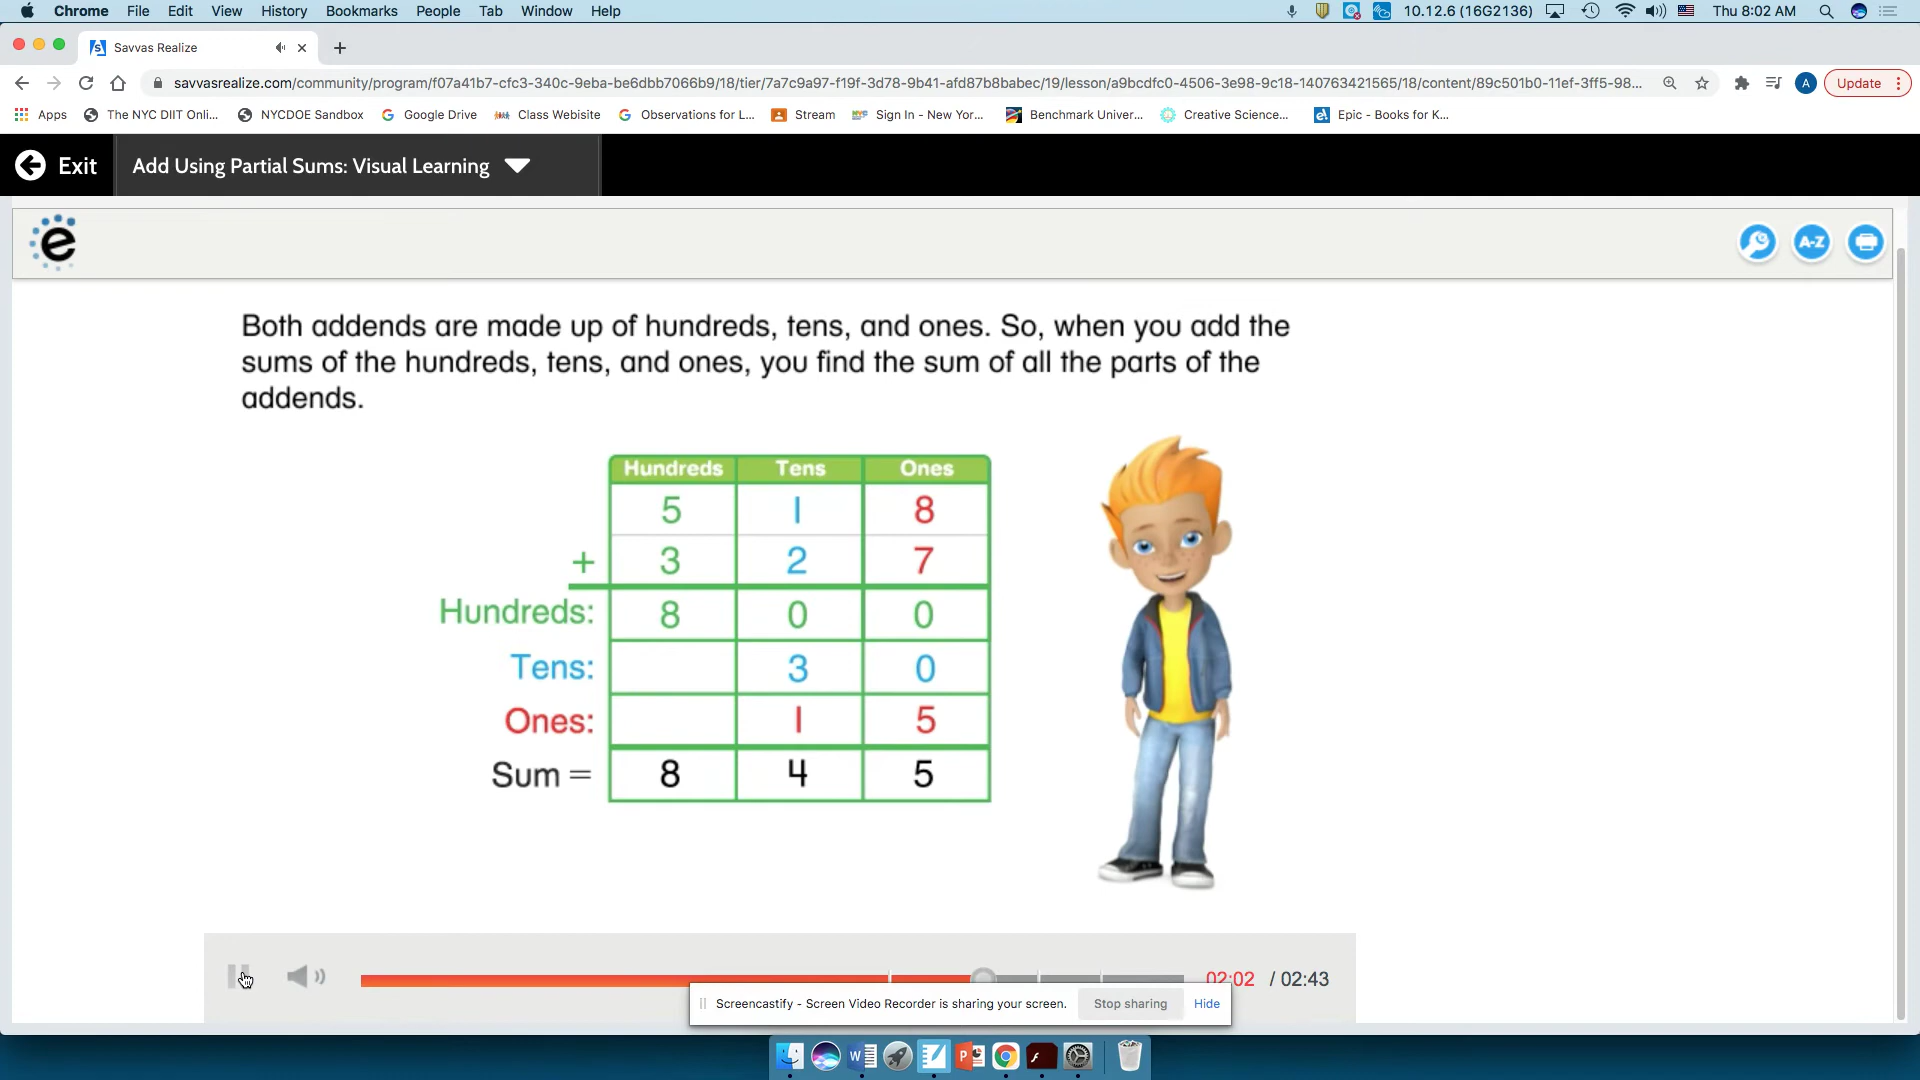 Chrome File Edit View History Bookmarks People Tab Window Help 10.12.6 (16G2136) Thu 8:02 AM
Savvas Realize
savvasrealize.com/community/program/f07a41b7-cfc3-340c-9eba-be6dbb7066b9/18/tier/7a7c9a97-f19f-3d78-9b41-afd87b8babec/19/lesson/a9bcdfc0-4506-3e98-9c18-140763421565/18/content/89c501b0-11ef-3ff5-98... A Update
Apps The NYC DIIT Onli... NYCDOE Sandbox Google Drive Class Webisite Observations for L... Stream Sign In - New Yor... Benchmark Univer... Creative Science... Epic - Books for K...
Exit Add Using Partial Sums: Visual Learning
e A-Z
Both addends are made up of hundreds, tens, and ones. So, when you add the
sums of the hundreds, tens, and ones, you find the sum of all the parts of the
addends.
Hundreds Tens Ones
5 1 8
+ 3 2 7
Hundreds: 8 0 0
Tens: 3 0
Ones: 1 5
Sum = 8 4 5
02:02 / 02:43
Screencastify - Screen Video Recorder is sharing your screen. Stop sharing Hide